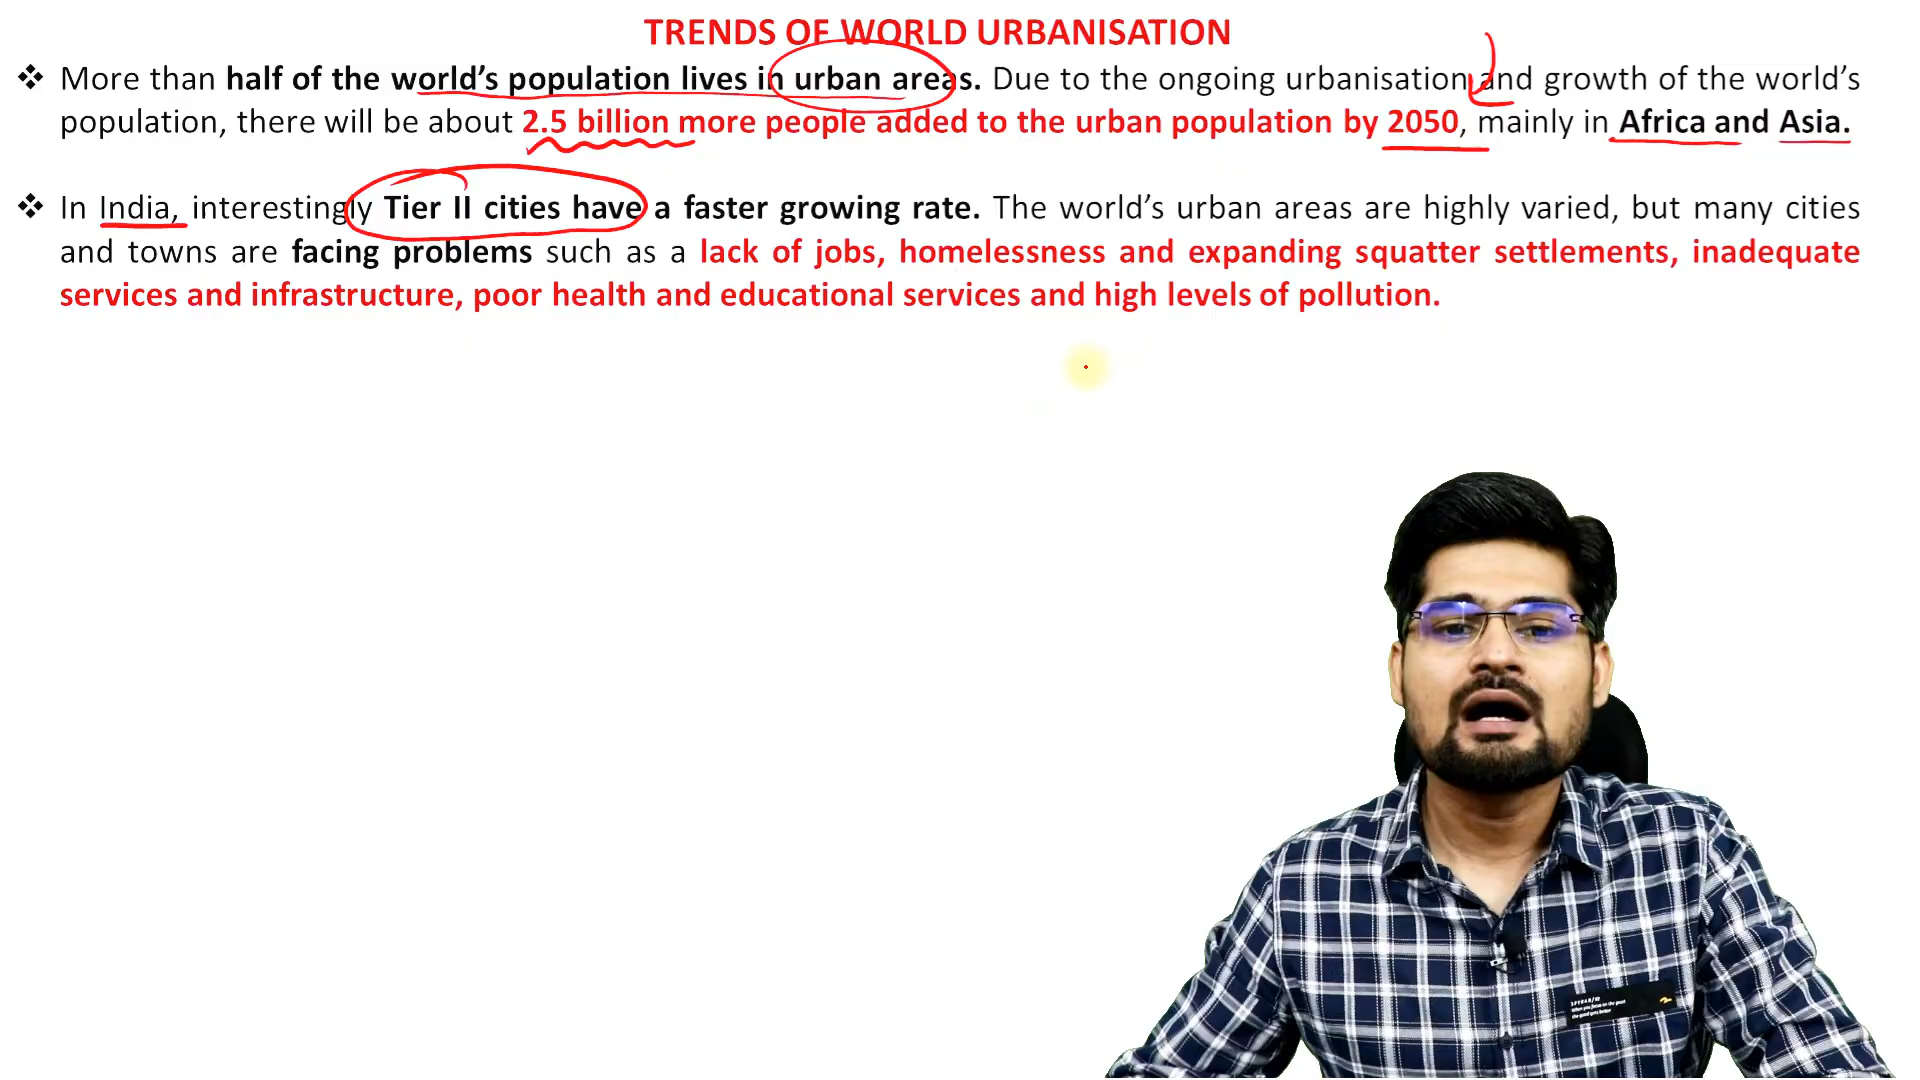 TRENDS OF WORLD URBANISATION
❖ More than half of the world’s population lives in urban areas. Due to the ongoing urbanisation and growth of the world’s
population, there will be about 2.5 billion more people added to the urban population by 2050, mainly in Africa and Asia.
❖ In India, interestingly Tier II cities have a faster growing rate. The world’s urban areas are highly varied, but many cities
and towns are facing problems such as a lack of jobs, homelessness and expanding squatter settlements, inadequate
services and infrastructure, poor health and educational services and high levels of pollution.